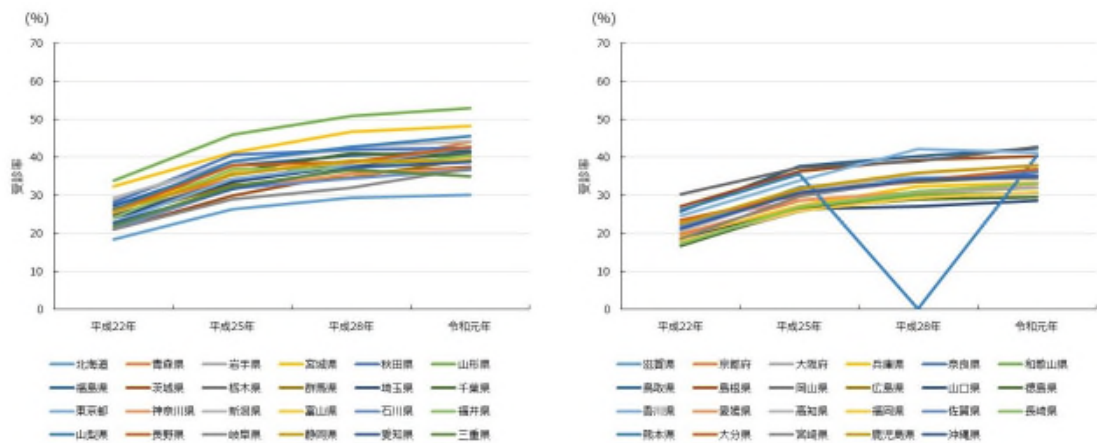 (%)
70
60
50
40
30
20
10
0
受診率
平成22年 平成25年 平成28年 令和元年
北海道 青森県 岩手県 宮城県 秋田県 山形県
福島県 茨城県 栃木県 群馬県 埼玉県 千葉県
東京都 神奈川県 新潟県 富山県 石川県 福井県
山梨県 長野県 岐阜県 静岡県 愛知県 三重県
(%)
70
60
50
40
30
20
10
0
受診率
平成22年 平成25年 平成28年 令和元年
滋賀県 京都府 大阪府 兵庫県 奈良県 和歌山県
鳥取県 島根県 岡山県 広島県 山口県 徳島県
香川県 愛媛県 高知県 福岡県 佐賀県 長崎県
熊本県 大分県 宮崎県 鹿児島県 沖縄県